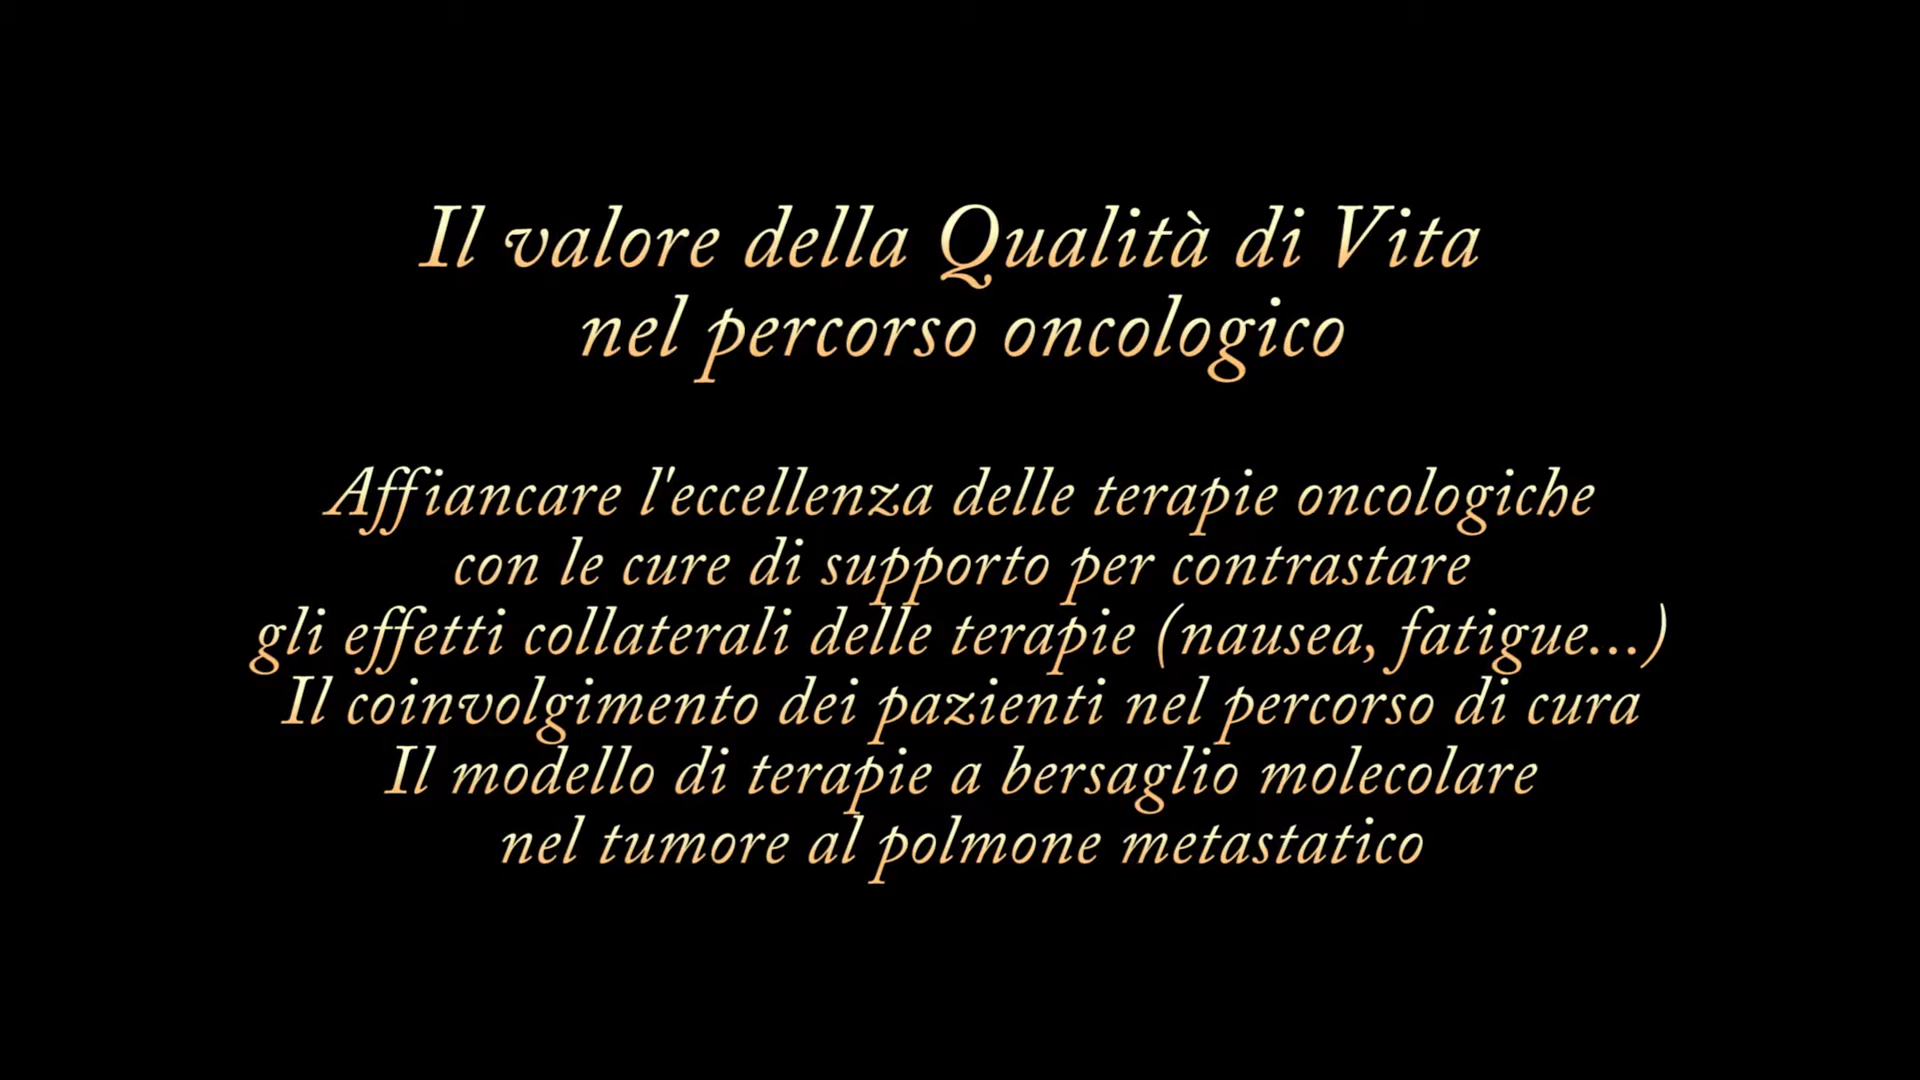 Il valore della Qualità di Vita
nel percorso oncologico
Affiancare l'eccellenza delle terapie oncologiche
con le cure di supporto per contrastare
gli effetti collaterali delle terapie (nausea, fatigue...)
Il coinvolgimento dei pazienti nel percorso di cura
Il modello di terapie a bersaglio molecolare
nel tumore al polmone metastatico